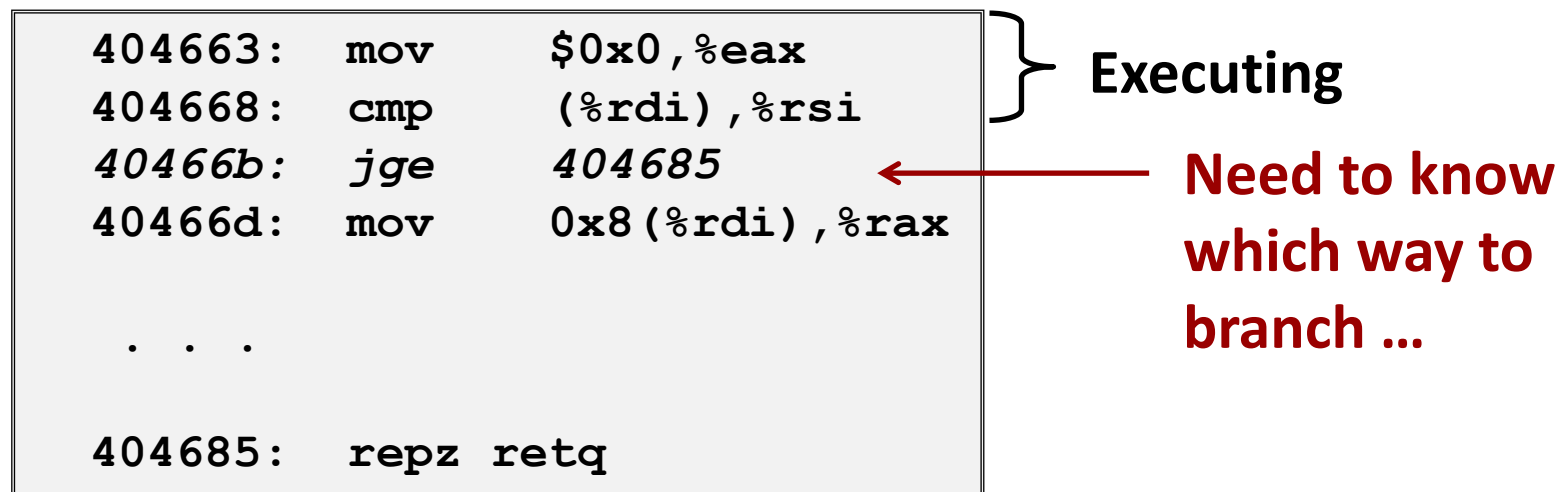 404663: mov $0x0,%eax
404668: cmp (%rdi),%rsi
40466b: jge 404685
40466d: mov 0x8(%rdi),%rax
. . .
404685: repz retq
Executing
Need to know
which way to
branch …